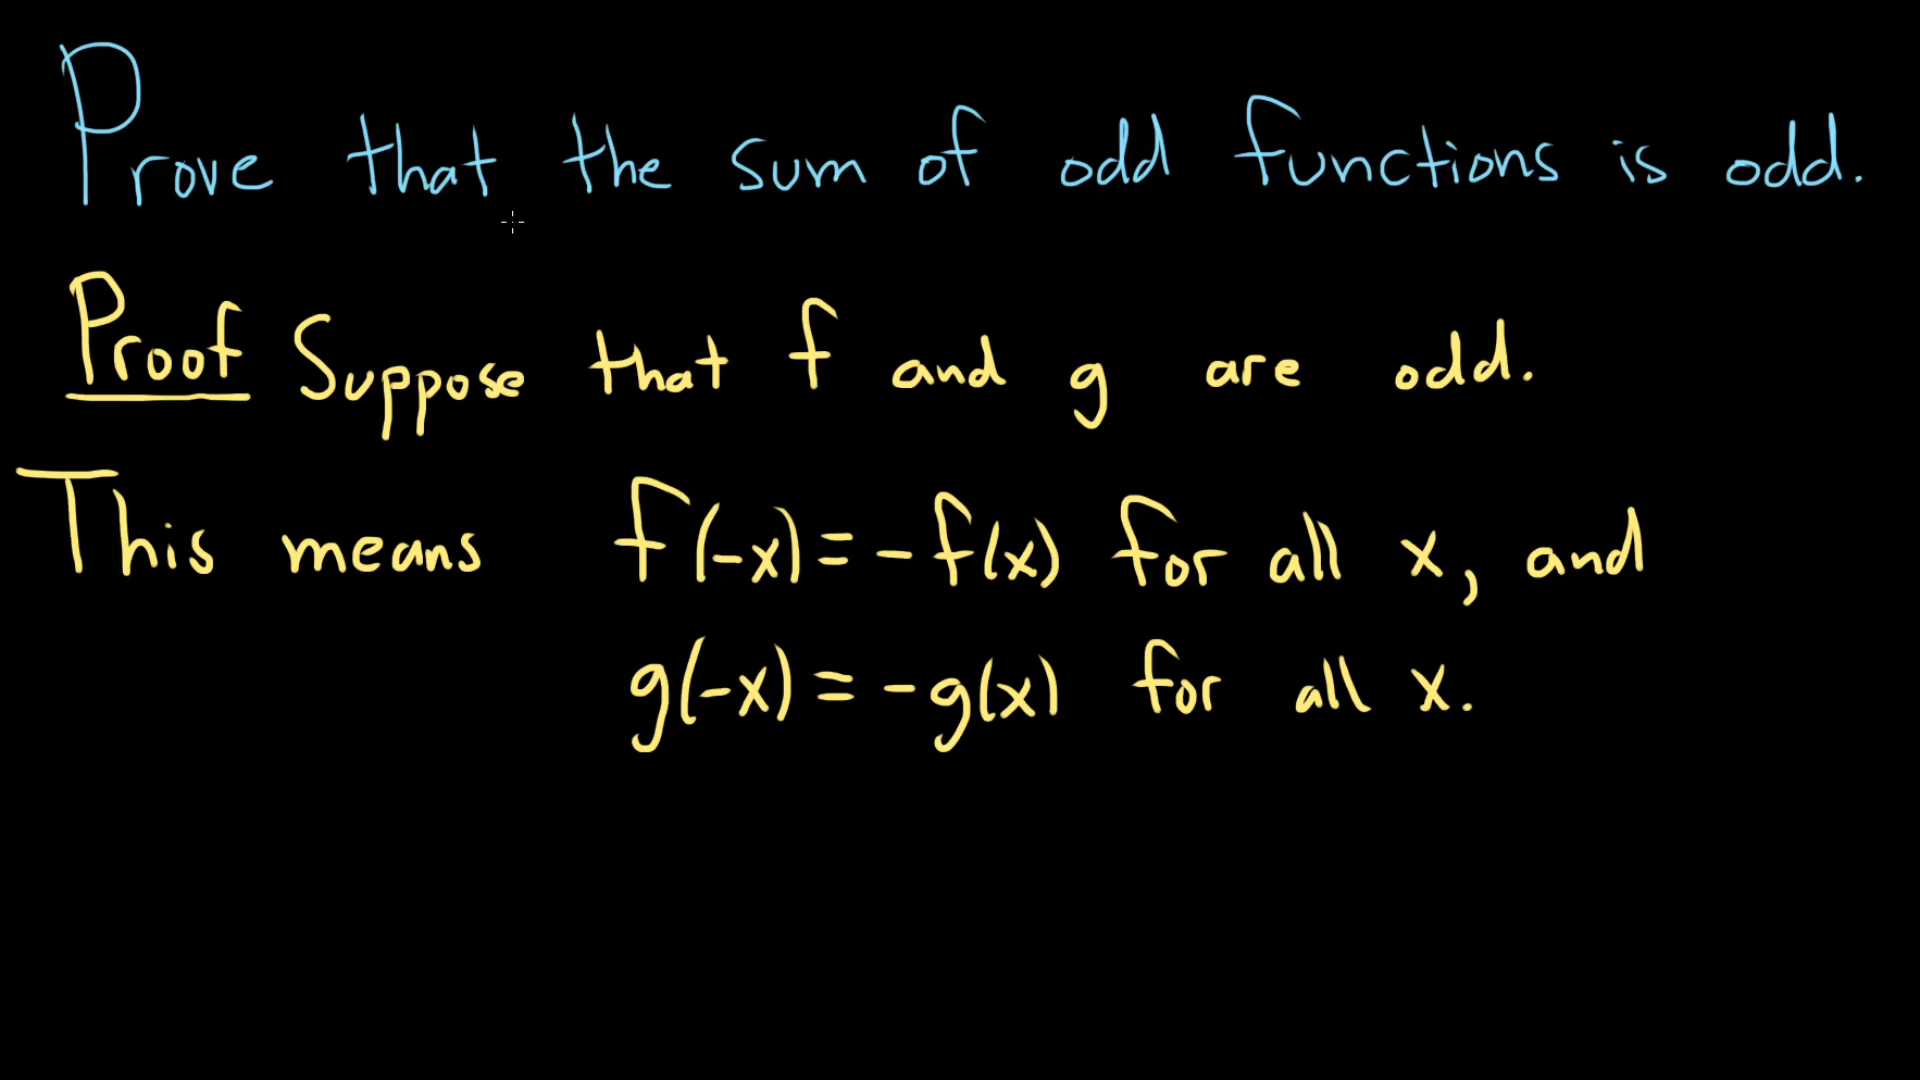 Prove that the sum of odd functions is odd.
Proof Suppose that f and g are odd.
This means f(-x) = -f(x) for all x, and
g(-x) = -g(x) for all x.